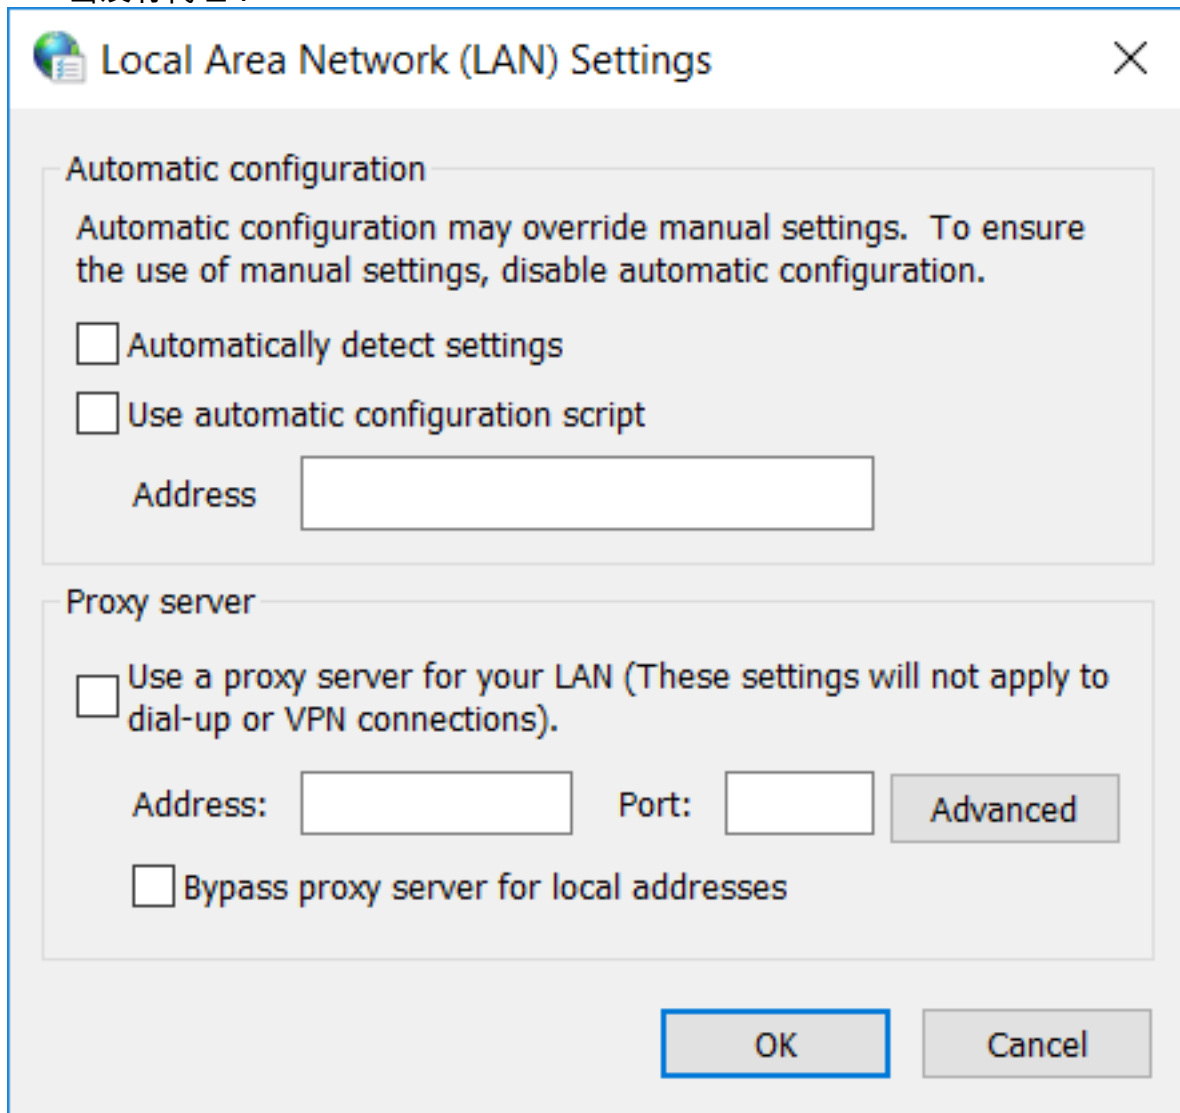 Local Area Network (LAN) Settings
Automatic configuration
Automatic configuration may override manual settings. To ensure
the use of manual settings, disable automatic configuration.
Automatically detect settings
Use automatic configuration script
Address
Proxy server
Use a proxy server for your LAN (These settings will not apply to
dial-up or VPN connections).
Address:
Port:
Advanced
Bypass proxy server for local addresses
OK
Cancel